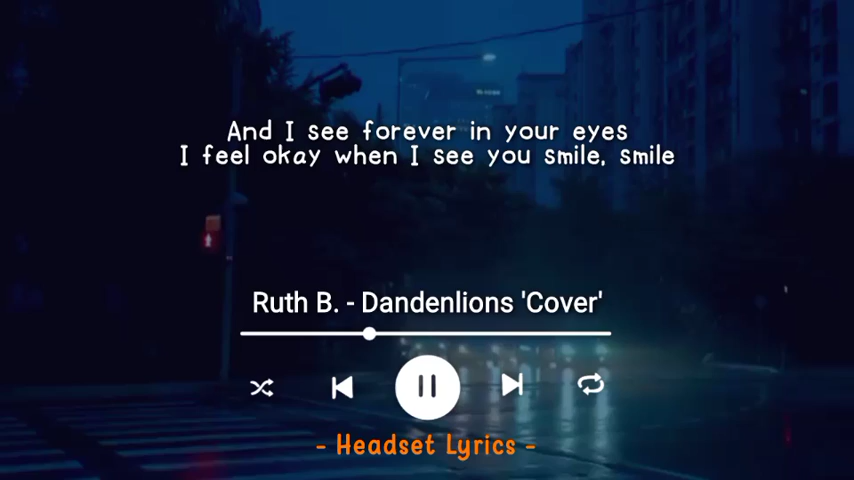 And I see forever in your eyes
I feel okay when I see you smile, smile
Ruth B. - Dandenlions 'Cover'
- Headset Lyrics -